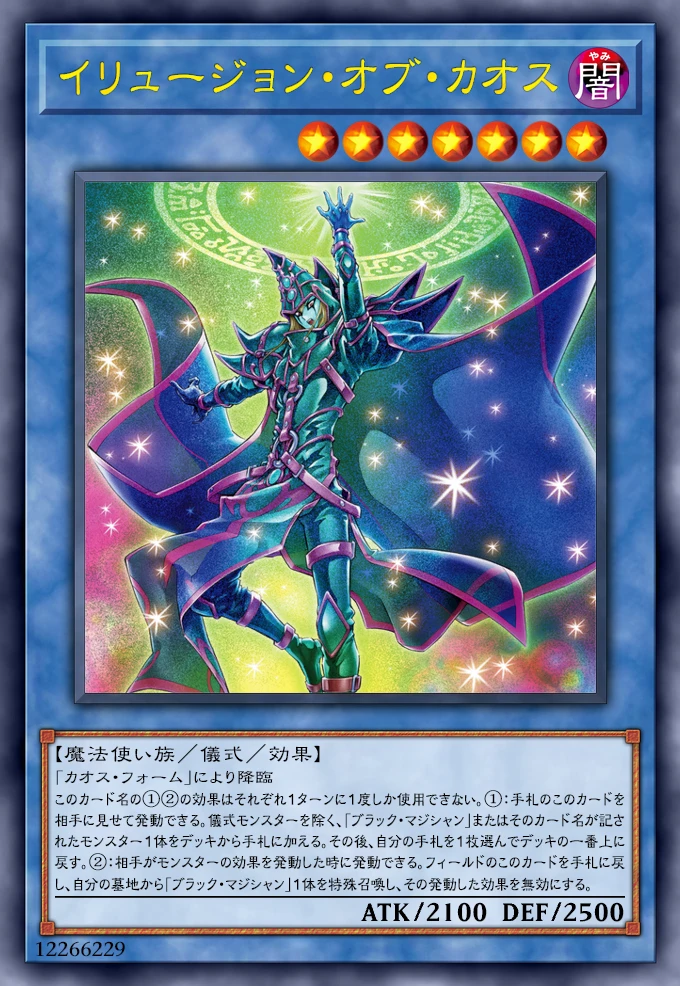 イリュージョン・オブ・カオス
やみ
闇
【魔法使い族／儀式／効果】
「カオス・フォーム」により降臨
このカード名の①②の効果はそれぞれ1ターンに1度しか使用できない。①：手札のこのカードを
相手に見せて発動できる。儀式モンスターを除く、「ブラック・マジシャン」またはそのカード名が記さ
れたモンスター1体をデッキから手札に加える。その後、自分の手札を1枚選んでデッキの一番上に
戻す。②：相手がモンスターの効果を発動した時に発動できる。フィールドのこのカードを手札に戻
し、自分の墓地から「ブラック・マジシャン」1体を特殊召喚し、その発動した効果を無効にする。
ATK/2100 DEF/2500
12266229